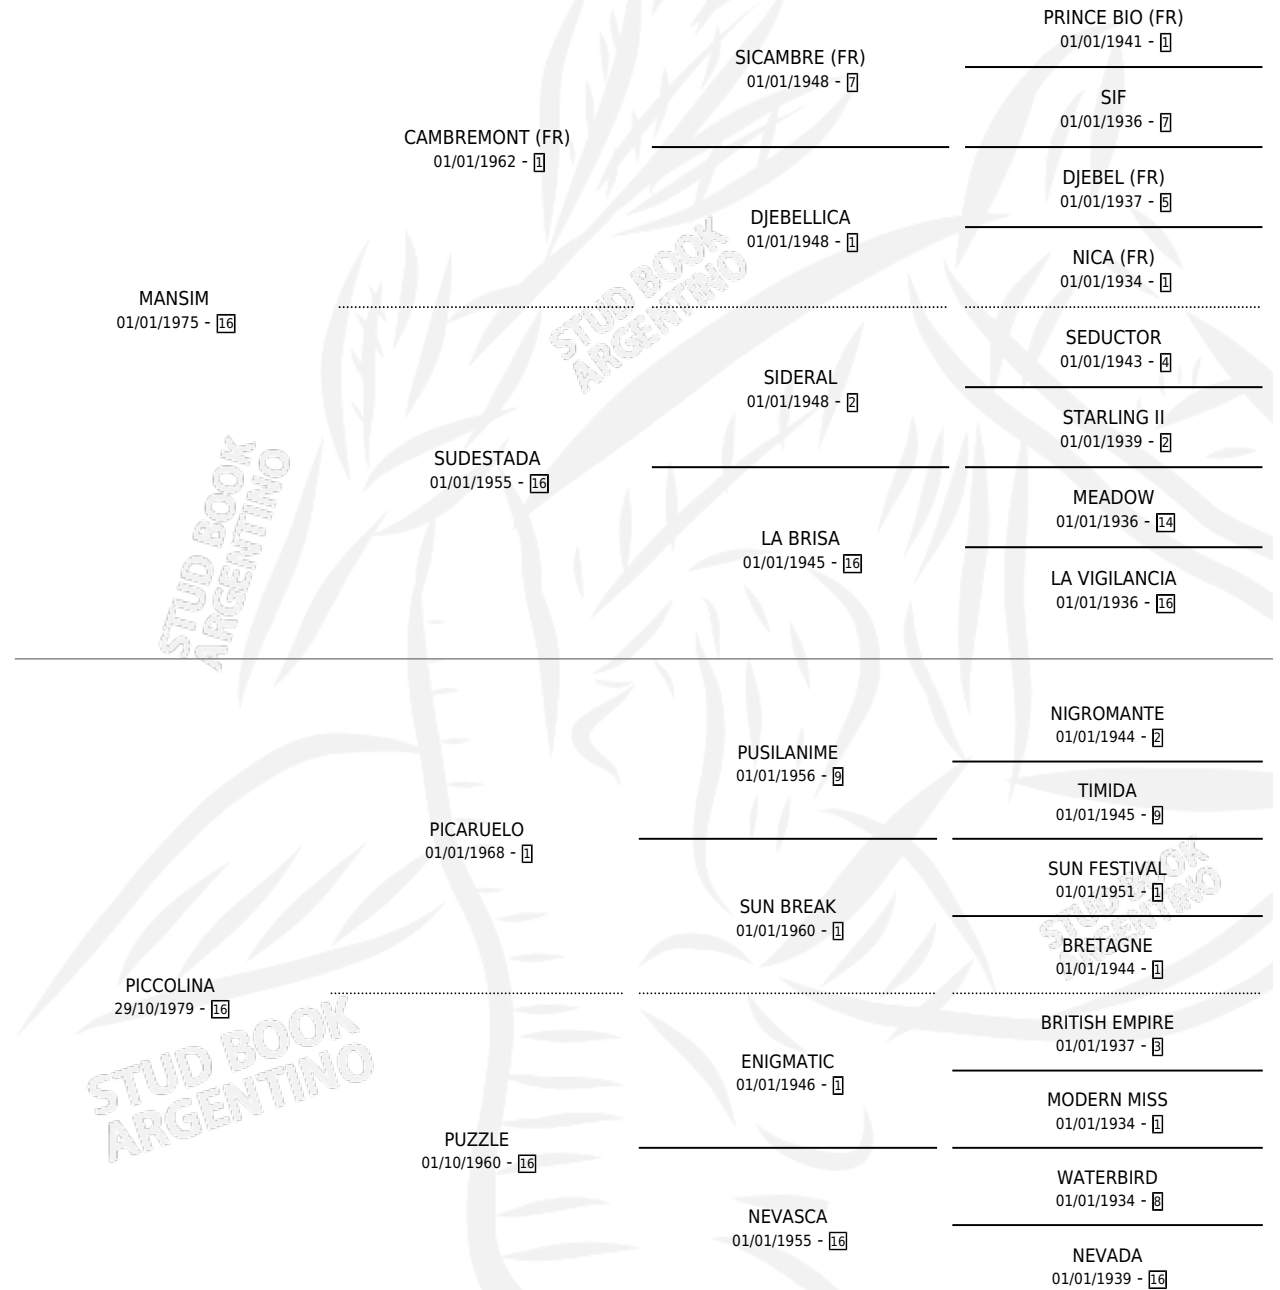 PRINCE BIO (FR)
01/01/1941 - 1
SICAMBRE (FR)
01/01/1948 - 7
SIF
01/01/1936 - 7
CAMBREMONT (FR)
01/01/1962 - 1
DJEBEL (FR)
01/01/1937 - 5
DJEBELLICA
01/01/1948 - 1
NICA (FR)
01/01/1934 - 1
MANSIM
01/01/1975 - 16
SEDUCTOR
01/01/1943 - 4
SIDERAL
01/01/1948 - 2
STARLING II
01/01/1939 - 2
SUDESTADA
01/01/1955 - 16
MEADOW
01/01/1936 - 14
LA BRISA
01/01/1945 - 16
LA VIGILANCIA
01/01/1936 - 16
NIGROMANTE
01/01/1944 - 2
PUSILANIME
01/01/1956 - 9
TIMIDA
01/01/1945 - 9
PICARUELO
01/01/1968 - 1
SUN FESTIVAL
01/01/1951 - 1
SUN BREAK
01/01/1960 - 1
BRETAGNE
01/01/1944 - 1
PICCOLINA
29/10/1979 - 16
BRITISH EMPIRE
01/01/1937 - 3
ENIGMATIC
01/01/1946 - 1
MODERN MISS
01/01/1934 - 1
PUZZLE
01/10/1960 - 16
WATERBIRD
01/01/1934 - 8
NEVASCA
01/01/1955 - 16
NEVADA
01/01/1939 - 16
STUD BOOK
ARGENTINO
STUD BOOK
ARGENTINO
STUD BOOK
ARGENTINO
STUD BOOK
ARGENTINO